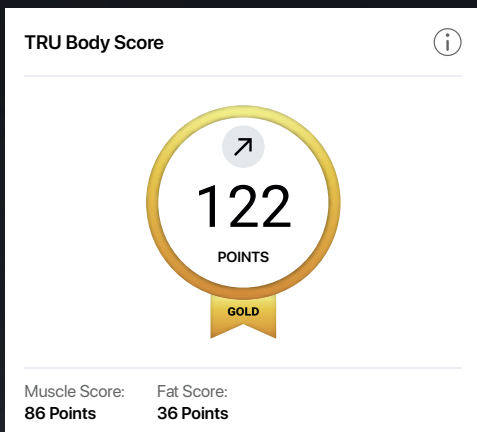 TRU Body Score
122
POINTS
GOLD
Muscle Score: Fat Score:
86 Points 36 Points